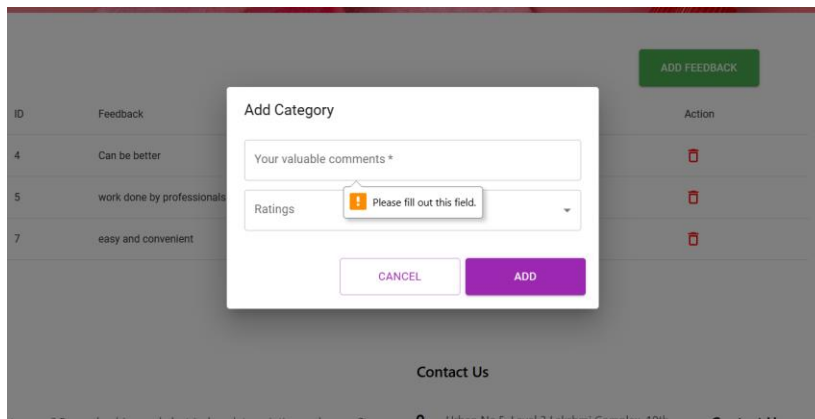 ADD FEEDBACK
ID Feedback Action
Add Category
Your valuable comments *
4 Can be better
Please fill out this field.
5 work done by professionals
Ratings
7 easy and convenient
CANCEL ADD
Contact Us